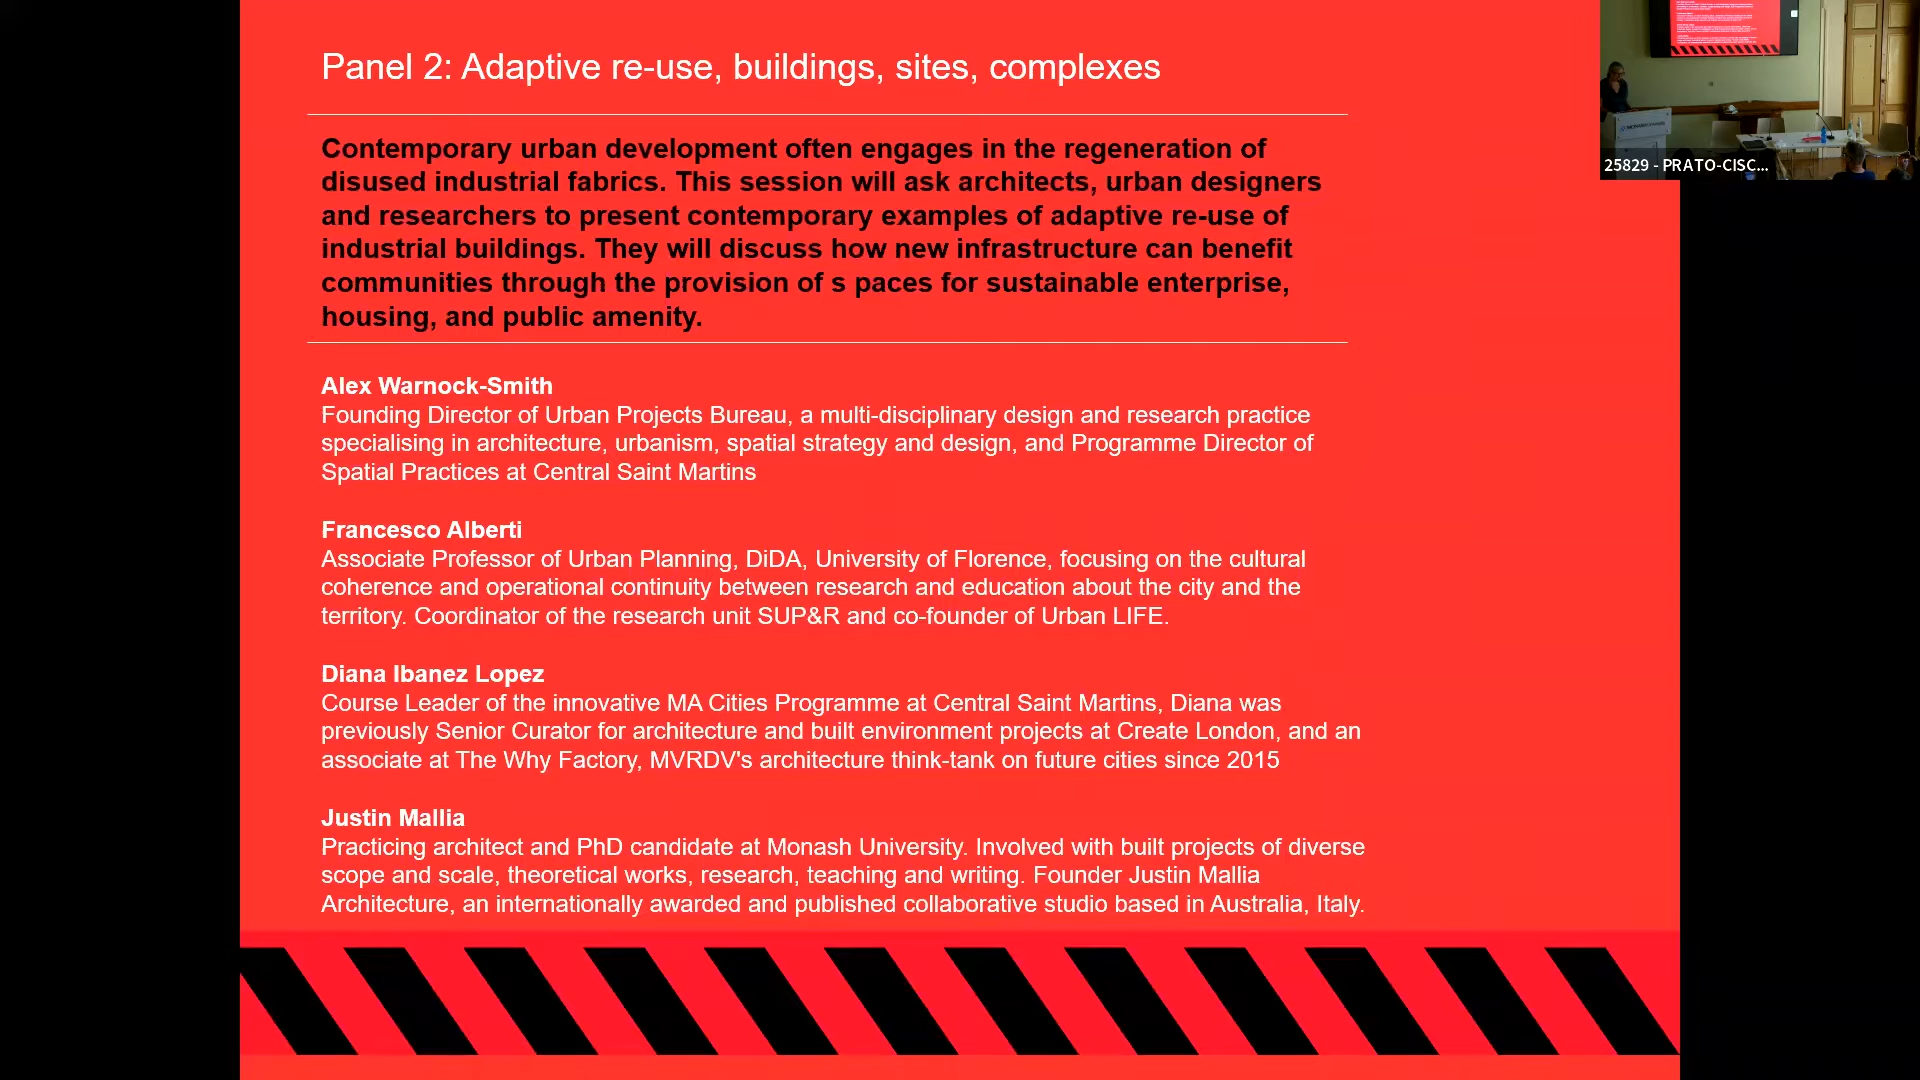 Panel 2: Adaptive re-use, buildings, sites, complexes
Contemporary urban development often engages in the regeneration of
disused industrial fabrics. This session will ask architects, urban designers
and researchers to present contemporary examples of adaptive re-use of
industrial buildings. They will discuss how new infrastructure can benefit
communities through the provision of s paces for sustainable enterprise,
housing, and public amenity.
Alex Warnock-Smith
Founding Director of Urban Projects Bureau, a multi-disciplinary design and research practice
specialising in architecture, urbanism, spatial strategy and design, and Programme Director of
Spatial Practices at Central Saint Martins
Francesco Alberti
Associate Professor of Urban Planning, DiDA, University of Florence, focusing on the cultural
coherence and operational continuity between research and education about the city and the
territory. Coordinator of the research unit SUP&R and co-founder of Urban LIFE.
Diana Ibanez Lopez
Course Leader of the innovative MA Cities Programme at Central Saint Martins, Diana was
previously Senior Curator for architecture and built environment projects at Create London, and an
associate at The Why Factory, MVRDV's architecture think-tank on future cities since 2015
Justin Mallia
Practicing architect and PhD candidate at Monash University. Involved with built projects of diverse
scope and scale, theoretical works, research, teaching and writing. Founder Justin Mallia
Architecture, an internationally awarded and published collaborative studio based in Australia, Italy.
25829 - PRATO-CISC...